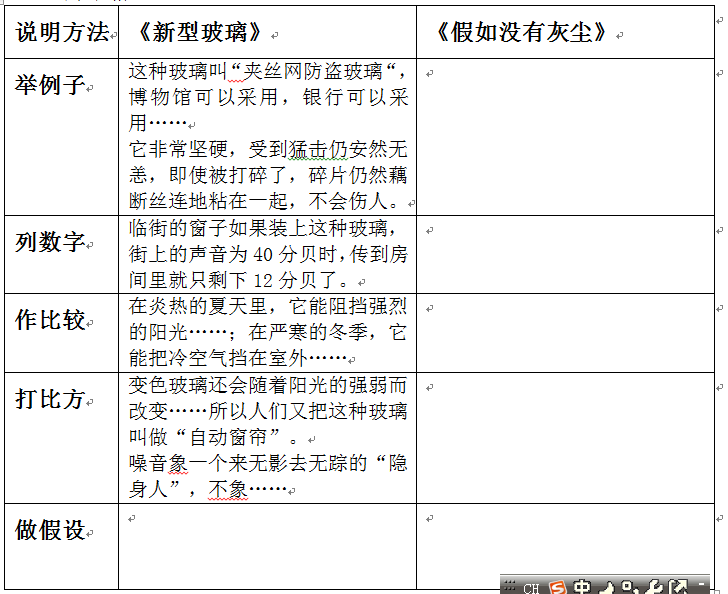 说明方法 《新型玻璃》 《假如没有灰尘》
举例子
这种玻璃叫“夹丝网防盗玻璃“，
博物馆可以采用，银行可以采
用……
它非常坚硬，受到猛击仍安然无
恙，即使被打碎了，碎片仍然藕
断丝连地粘在一起，不会伤人。
列数字
临街的窗子如果装上这种玻璃，
街上的声音为 40 分贝时，传到房
间里就只剩下 12 分贝了。
作比较
在炎热的夏天里，它能阻挡强烈
的阳光……；在严寒的冬季，它
能把冷空气挡在室外……
打比方
变色玻璃还会随着阳光的强弱而
改变……所以人们又把这种玻璃
叫做“自动窗帘”。
噪音象一个来无影去无踪的“隐
身人”，不象……
做假设
CH 中